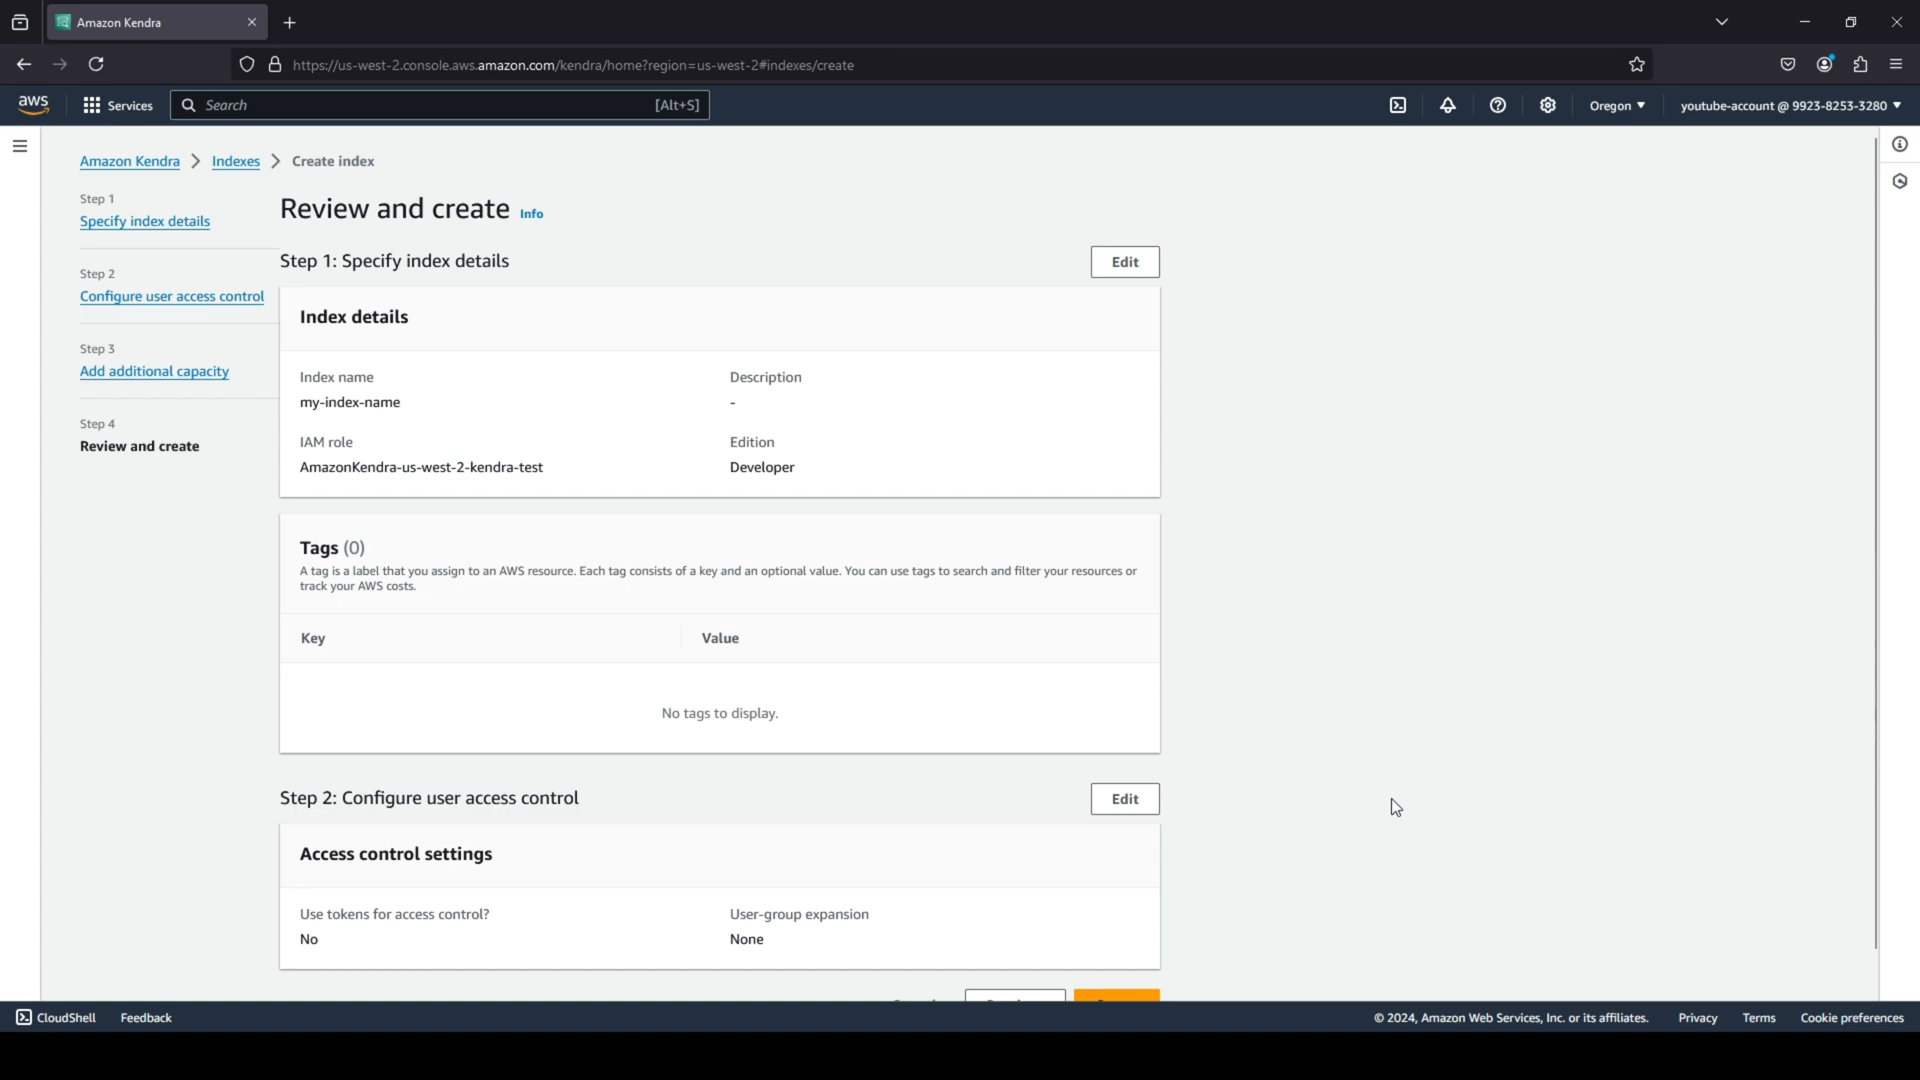 Amazon Kendra
https://us-west-2.console.aws.amazon.com/kendra/home?region=us-west-2#indexes/create
aws
Services
Search
[Alt+S]
Oregon
youtube-account @ 9923-8253-3280
Amazon Kendra
Indexes
Create index
Step 1
Specify index details
Step 2
Configure user access control
Step 3
Add additional capacity
Step 4
Review and create
Review and create
Info
Step 1: Specify index details
Edit
Index details
Index name
my-index-name
Description
-
IAM role
AmazonKendra-us-west-2-kendra-test
Edition
Developer
Tags (0)
A tag is a label that you assign to an AWS resource. Each tag consists of a key and an optional value. You can use tags to search and filter your resources or
track your AWS costs.
Key
Value
No tags to display.
Step 2: Configure user access control
Edit
Access control settings
Use tokens for access control?
No
User-group expansion
None
CloudShell
Feedback
© 2024, Amazon Web Services, Inc. or its affiliates.
Privacy
Terms
Cookie preferences